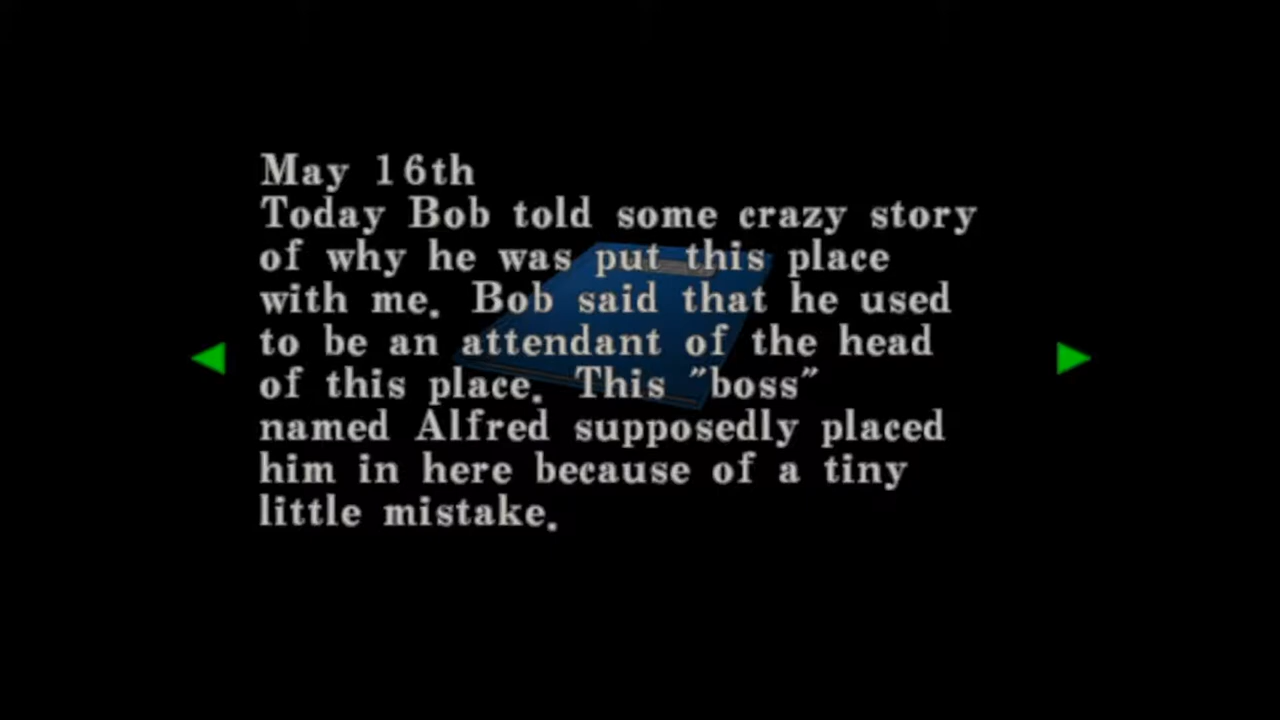 May 16th
Today Bob told some crazy story
of why he was put this place
with me. Bob said that he used
to be an attendant of the head
of this place. This "boss"
named Alfred supposedly placed
him in here because of a tiny
little mistake.